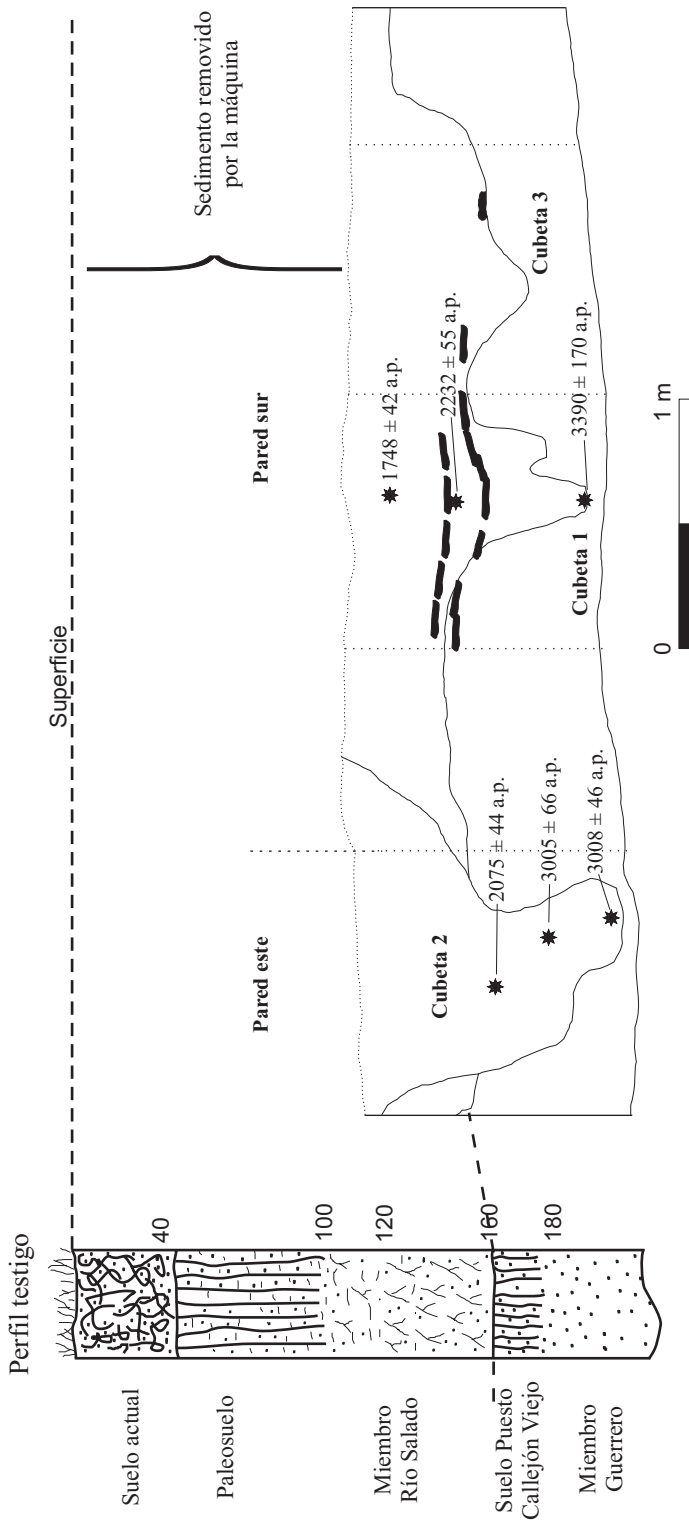 Perfil testigo
Superficie
Suelo actual
40
Paleosuelo
100
120
Miembro
Río Salado
160
Suelo Puesto
Callejón Viejo
180
Miembro
Guerrero
Pared este
Pared sur
Sedimento removido
por la máquina
Cubeta 2
2075 ± 44 a.p.
3005 ± 66 a.p.
3008 ± 46 a.p.
1748 ± 42 a.p.
2232 ± 55 a.p.
3390 ± 170 a.p.
Cubeta 1
Cubeta 3
0
1 m